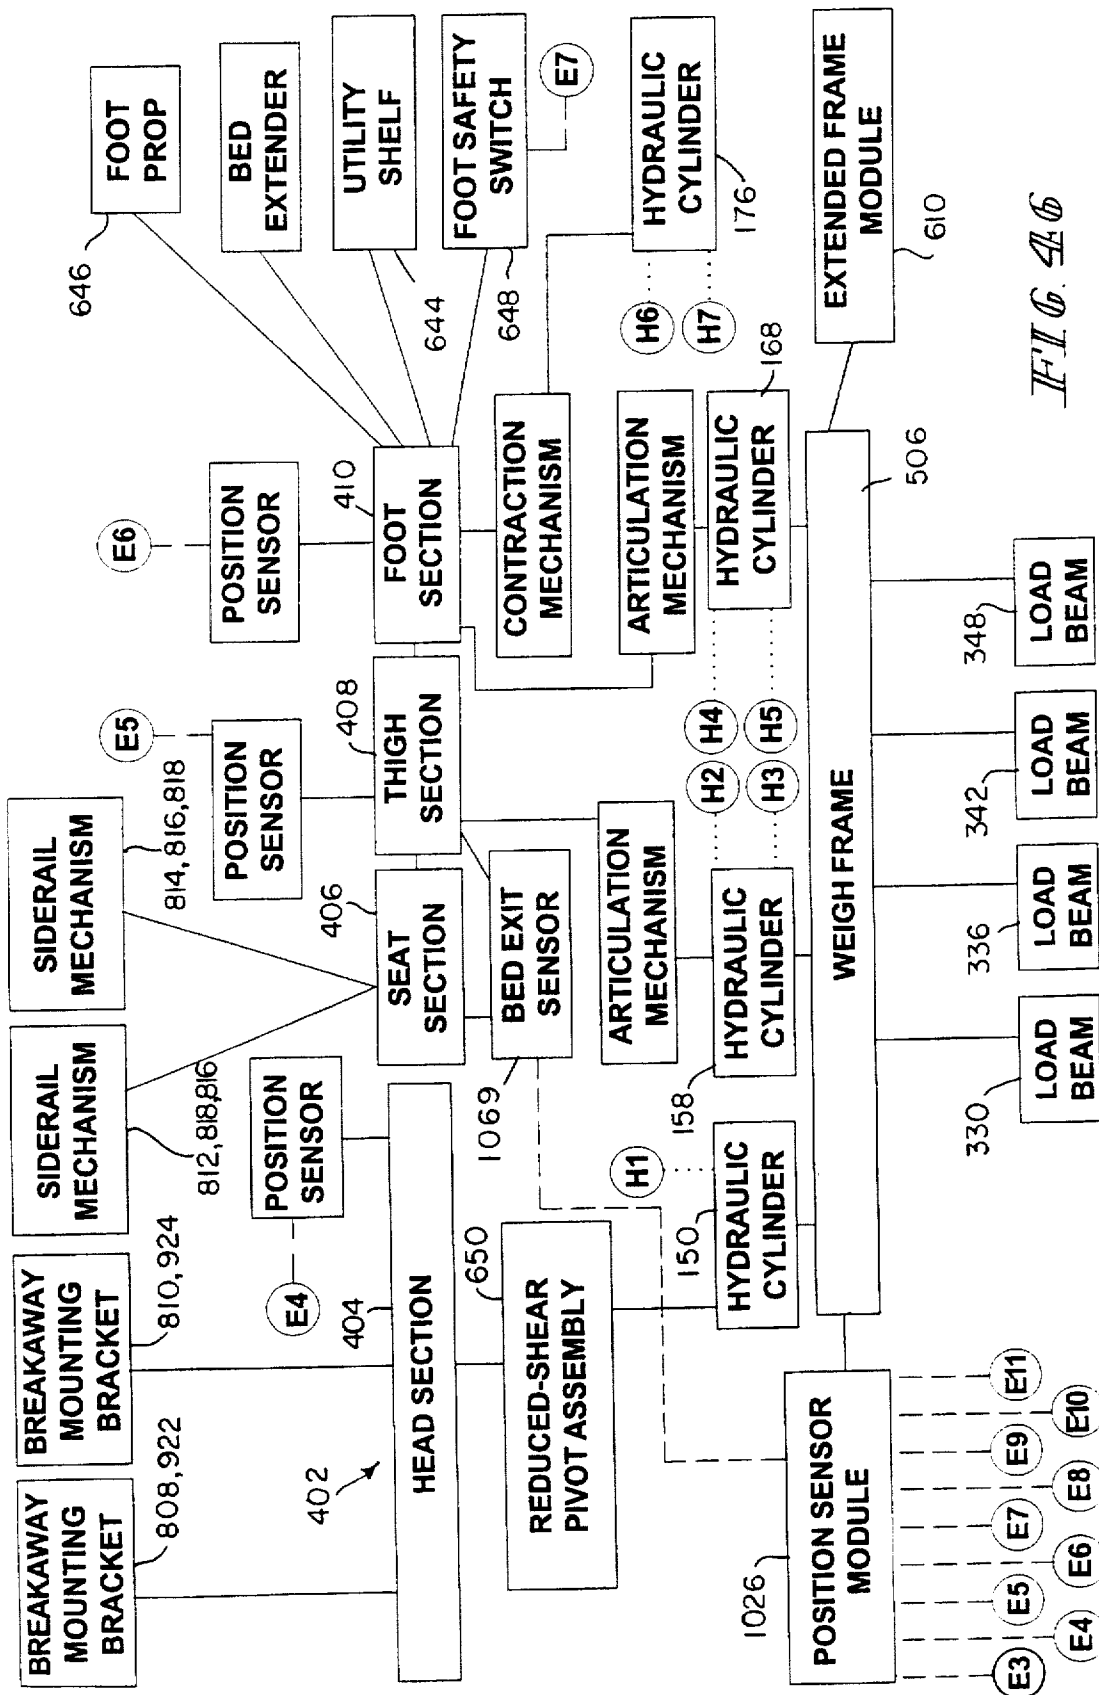 BREAKAWAY
MOUNTING
BRACKET
808,922
BREAKAWAY
MOUNTING
BRACKET
810,924
SIDERAIL
MECHANISM
812,818,816
SIDERAIL
MECHANISM
814,816,818
FOOT
PROP
646
BED
EXTENDER
UTILITY
SHELF
644
FOOT SAFETY
SWITCH
648
E7
E4
POSITION
SENSOR
E5
POSITION
SENSOR
E6
POSITION
SENSOR
402
404
HEAD SECTION
406
SEAT
SECTION
408
THIGH
SECTION
410
FOOT
SECTION
650
REDUCED-SHEAR
PIVOT ASSEMBLY
1069
BED EXIT
SENSOR
CONTRACTION
MECHANISM
HYDRAULIC
CYLINDER
176
H6
H7
H1
ARTICULATION
MECHANISM
ARTICULATION
MECHANISM
150
HYDRAULIC
CYLINDER
158
HYDRAULIC
CYLINDER
H2
H3
H4
H5
168
HYDRAULIC
CYLINDER
1026
POSITION SENSOR
MODULE
WEIGH FRAME
506
EXTENDED FRAME
MODULE
610
E3
E4
E5
E6
E7
E8
E9
E10
E11
330
LOAD
BEAM
336
LOAD
BEAM
342
LOAD
BEAM
348
LOAD
BEAM
FIG. 46